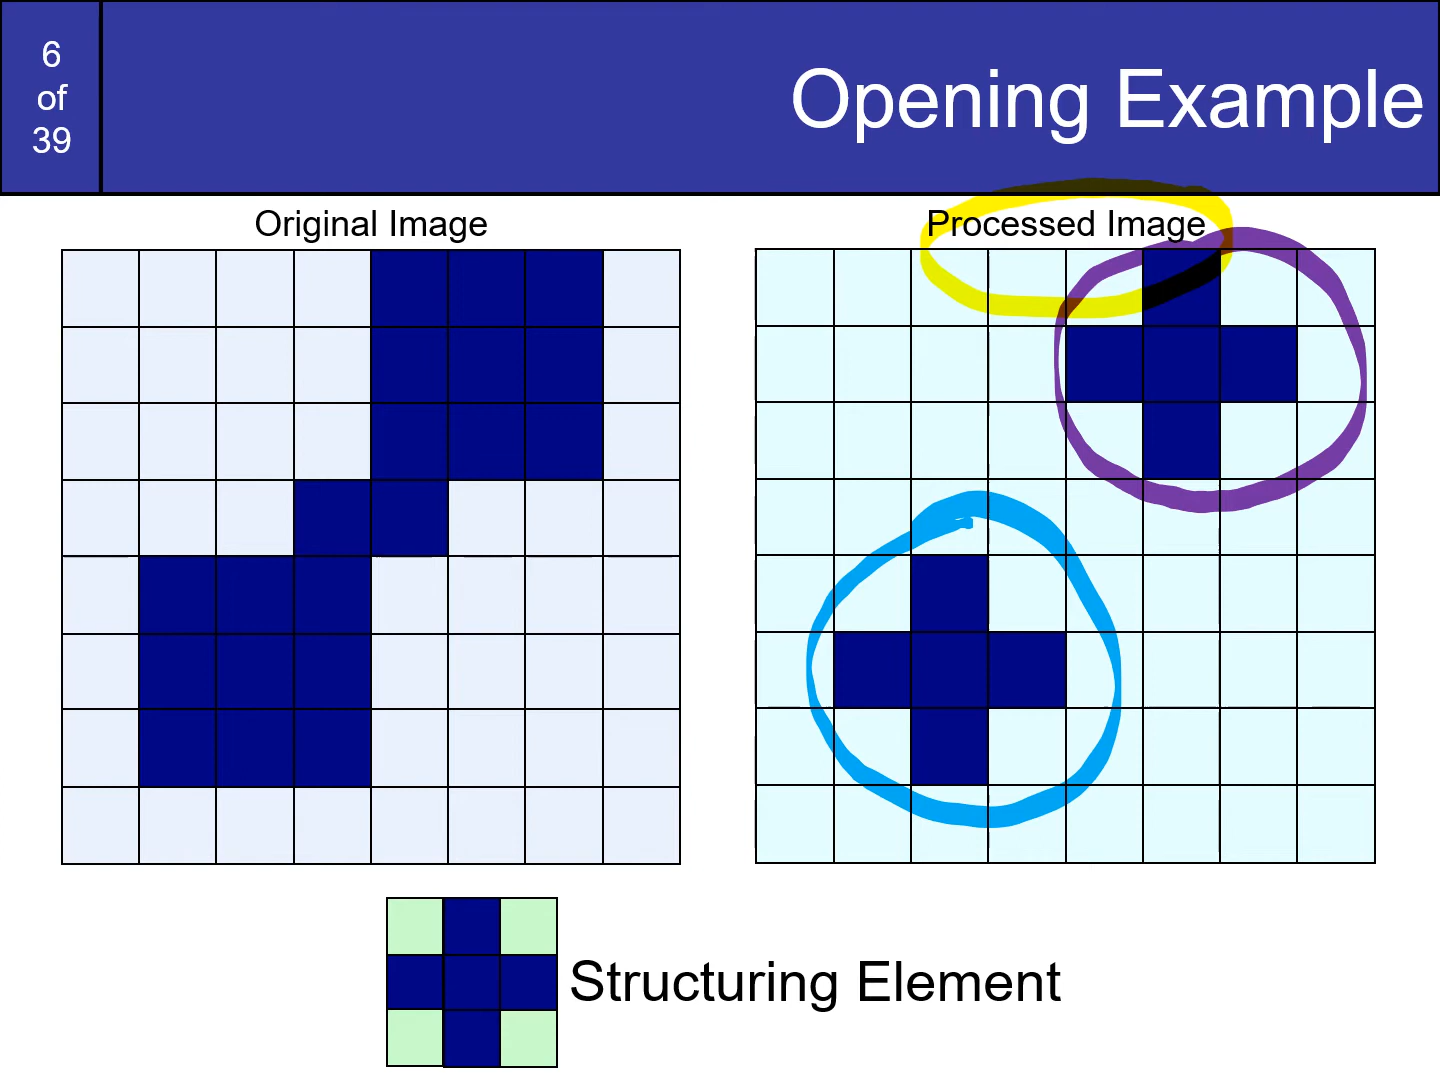 6
of
39
Opening Example
Original Image
Processed Image
Structuring Element